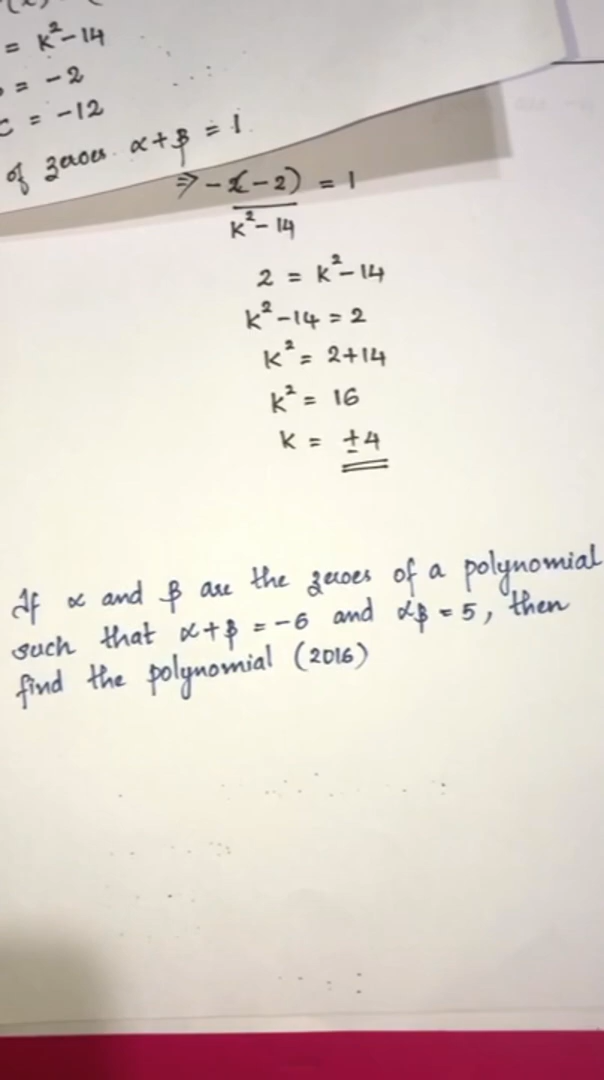 = k²-14
= -2
c = -12
of zeroes α+β = 1
⇒ -(-2) = 1
k²-14
2 = k²-14
k²-14 = 2
k² = 2+14
k² = 16
k = ±4
If α and β are the zeroes of a polynomial
such that α+β = -6 and αβ = 5, then
find the polynomial (2016)